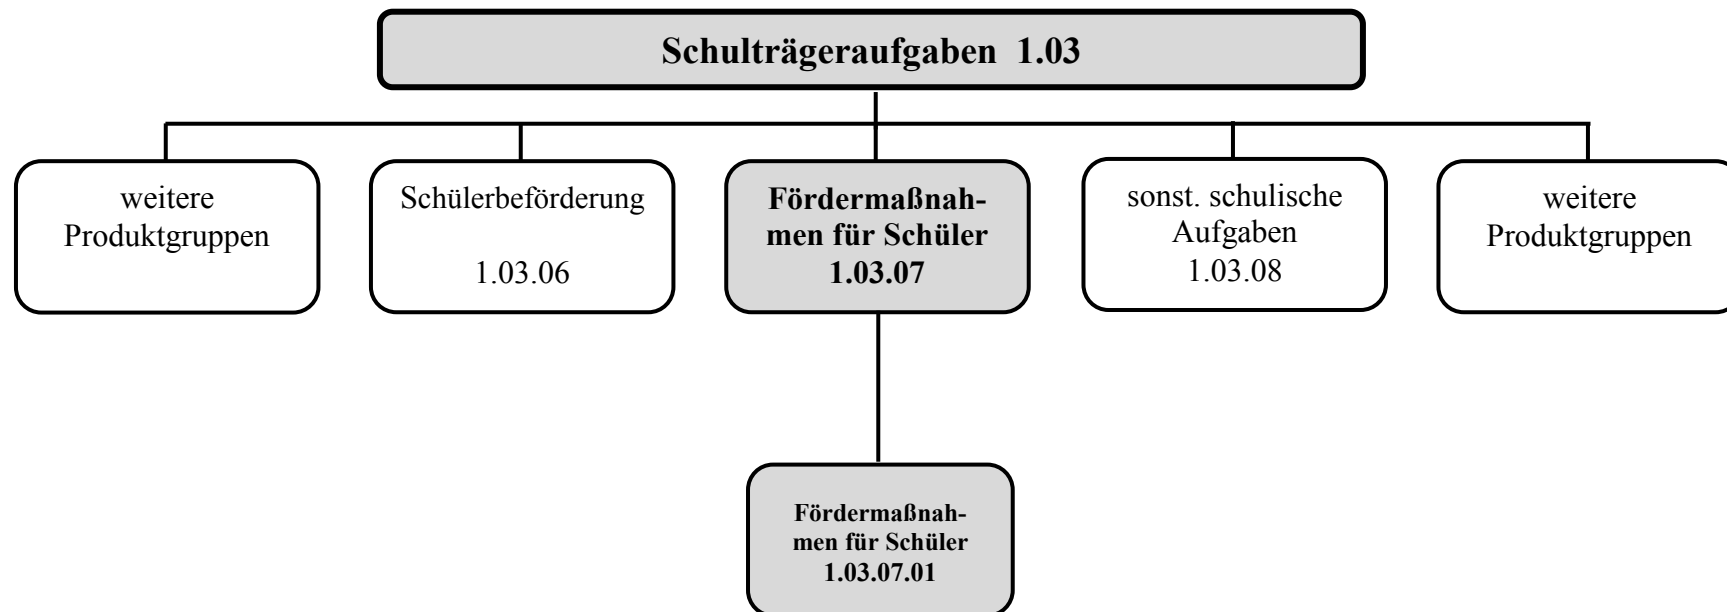 Schulträgeraufgaben 1.03
weitere
Produktgruppen
Schülerbeförderung
1.03.06
Fördermaßnah-
men für Schüler
1.03.07
sonst. schulische
Aufgaben
1.03.08
weitere
Produktgruppen
Fördermaßnah-
men für Schüler
1.03.07.01